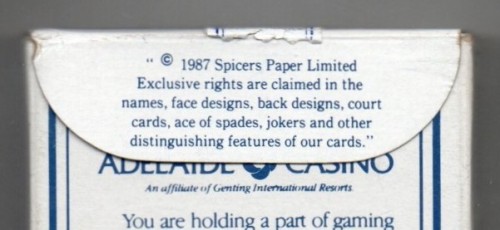 " © 1987 Spicers Paper Limited
Exclusive rights are claimed in the
names, face designs, back designs, court
cards, ace of spades, jokers and other
distinguishing features of our cards."
ADELAIDE CASINO
An affiliate of Genting International Resorts
You are holding a part of gaming